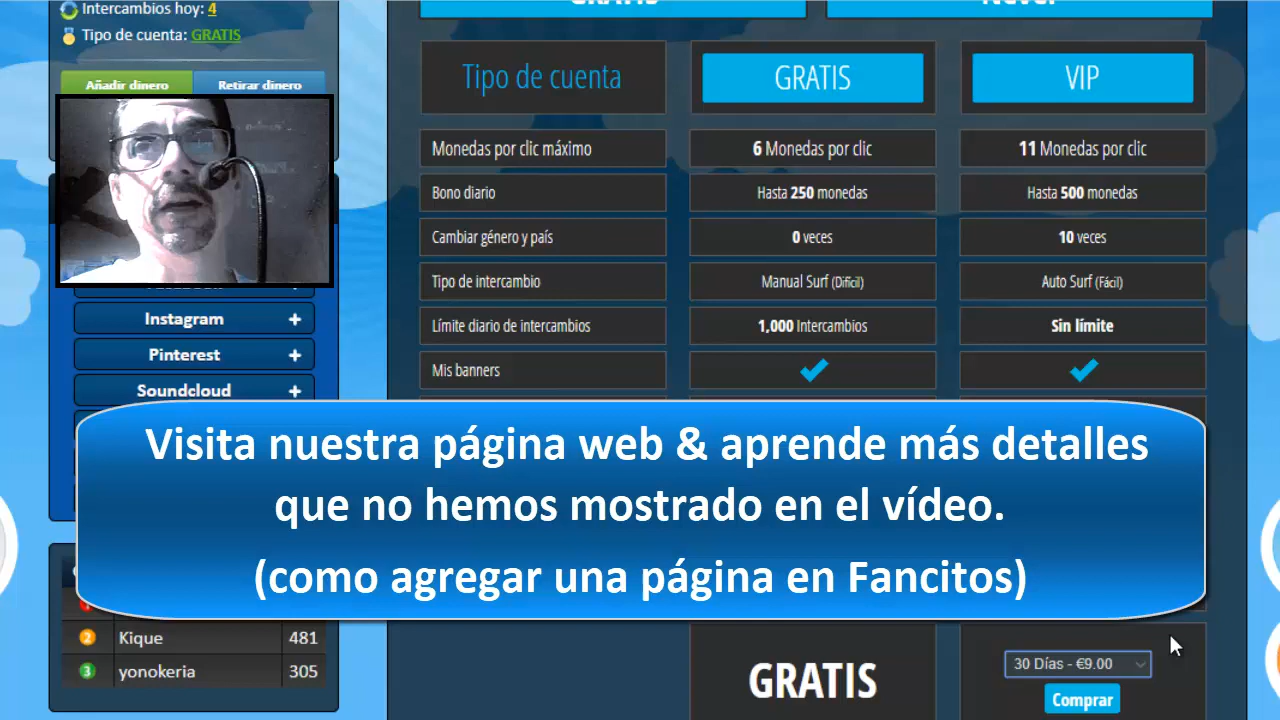 Intercambios hoy: 4
Tipo de cuenta: GRATIS
Añadir dinero
Retirar dinero
Instagram +
Pinterest +
Soundcloud +
Tipo de cuenta GRATIS VIP
Monedas por clic máximo 6 Monedas por clic 11 Monedas por clic
Bono diario Hasta 250 monedas Hasta 500 monedas
Cambiar género y país 0 veces 10 veces
Tipo de intercambio Manual Surf (Difícil) Auto Surf (Fácil)
Límite diario de intercambios 1,000 Intercambios Sin límite
Mis banners
Visita nuestra página web & aprende más detalles
que no hemos mostrado en el vídeo.
(como agregar una página en Fancitos)
2 Kique 481
3 yonokeria 305
GRATIS
30 Días - €9.00
Comprar